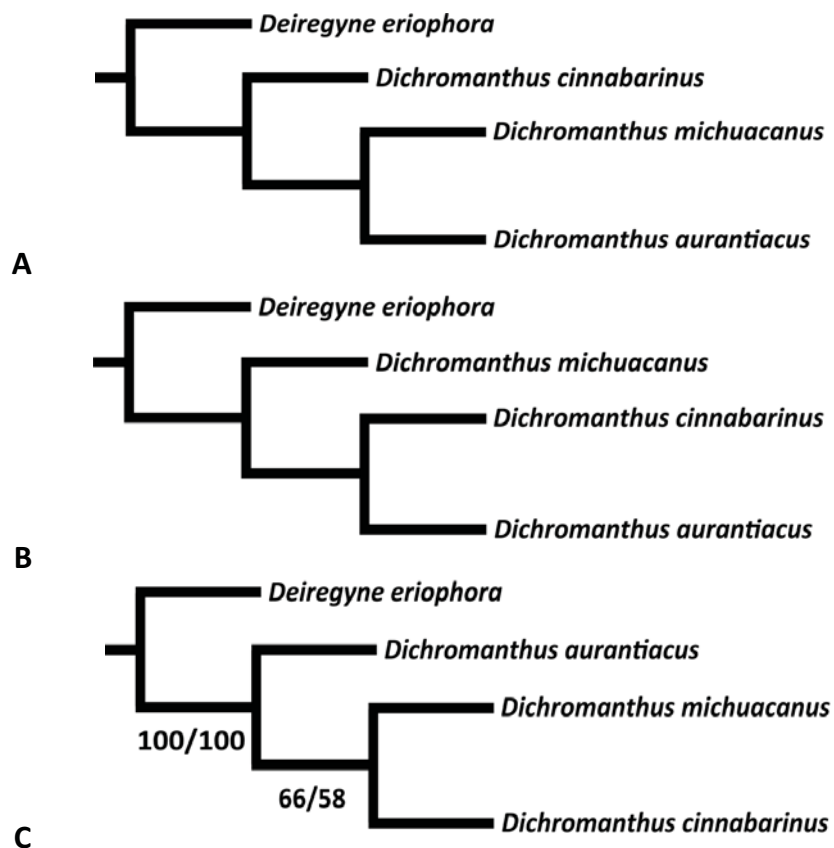 Deiregyne eriophora
Dichromanthus cinnabarinus
Dichromanthus michuacanus
Dichromanthus aurantiacus
A
Deiregyne eriophora
Dichromanthus michuacanus
Dichromanthus cinnabarinus
Dichromanthus aurantiacus
B
Deiregyne eriophora
Dichromanthus aurantiacus
Dichromanthus michuacanus
100/100
66/58
Dichromanthus cinnabarinus
C